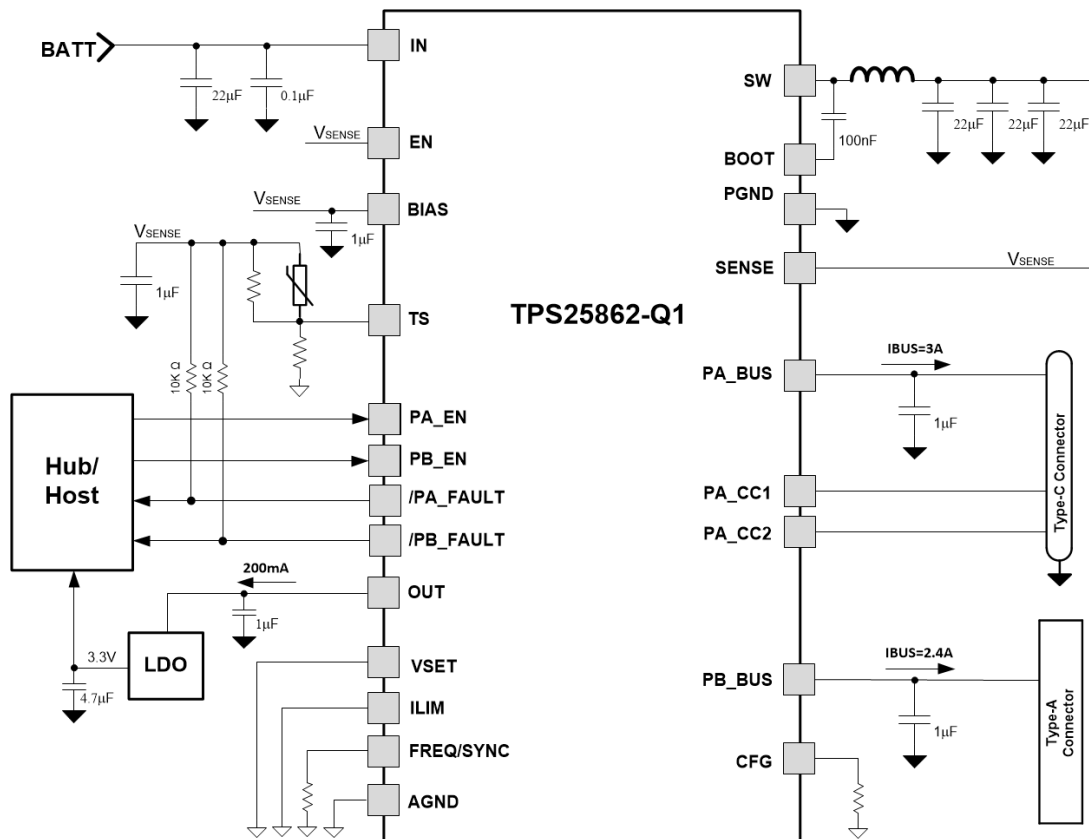 BATT
IN
22µF
0.1µF
VSENSE
EN
VSENSE
BIAS
1µF
VSENSE
1µF
TS
10K Ω
10K Ω
Hub/
Host
PA_EN
PB_EN
/PA_FAULT
/PB_FAULT
200mA
OUT
1µF
3.3V
LDO
4.7µF
VSET
ILIM
FREQ/SYNC
AGND
TPS25862-Q1
SW
100nF
22µF
22µF
22µF
BOOT
PGND
SENSE
VSENSE
IBUS=3A
PA_BUS
1µF
PA_CC1
PA_CC2
Type-C Connector
IBUS=2.4A
PB_BUS
1µF
Type-A
Connector
CFG